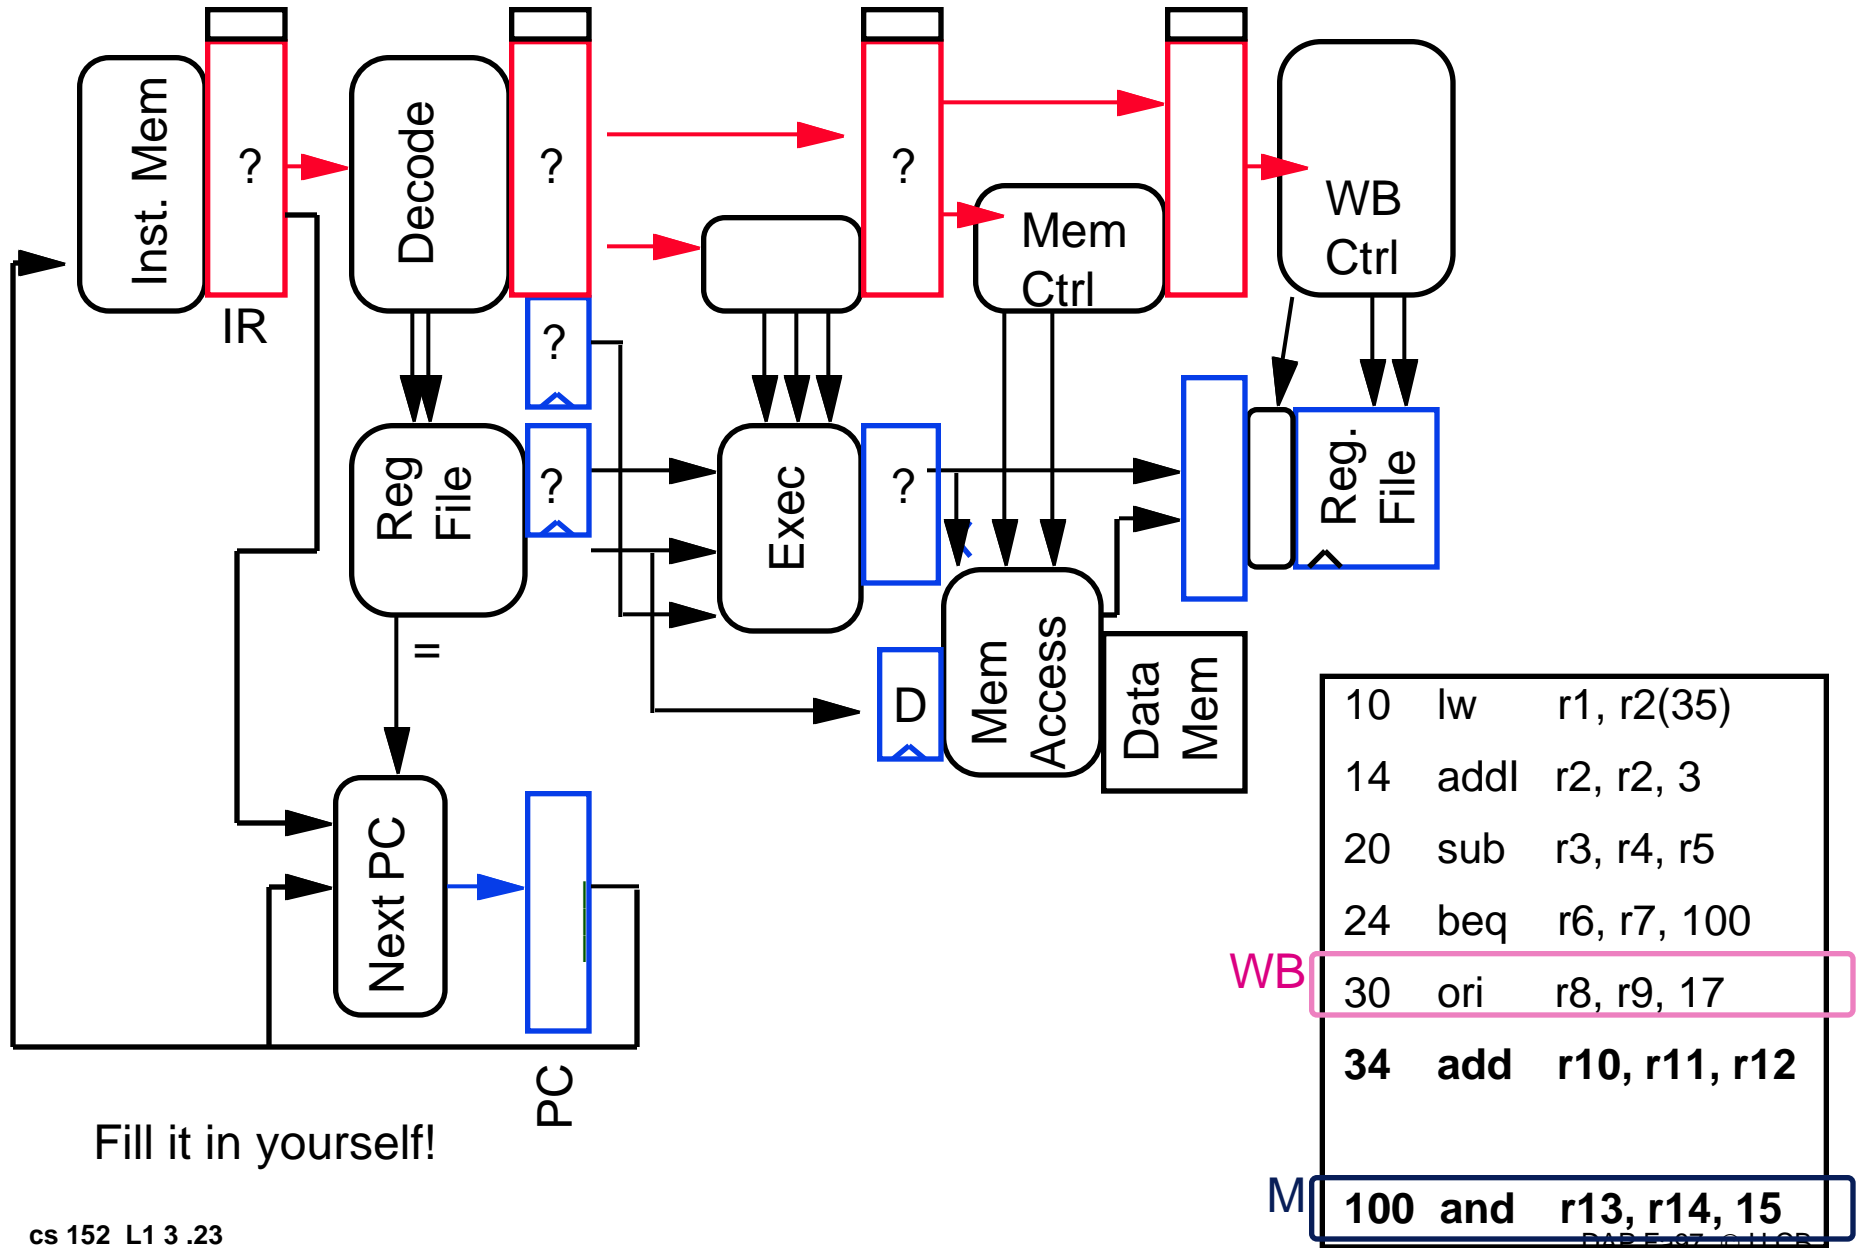 Inst. Mem
?
IR
Decode
?
?
?
Reg
File
=
Next PC
PC
Exec
?
?
Mem
Ctrl
D
Mem
Access
Data
Mem
WB
Ctrl
Reg.
File
10 lw r1, r2(35)
14 addI r2, r2, 3
20 sub r3, r4, r5
24 beq r6, r7, 100
WB
30 ori r8, r9, 17
34 add r10, r11, r12
M
100 and r13, r14, 15
Fill it in yourself!
cs 152 L1 3 .23